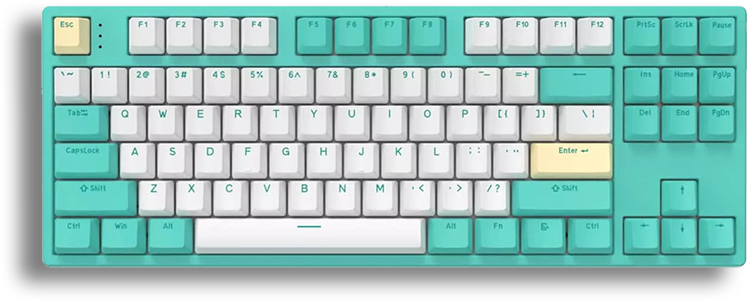 Esc F1 F2 F3 F4 F5 F6 F7 F8 F9 F10 F11 F12 PrtSc ScrLk Pause
\~ 1! 2@ 3# 4$ 5% 6^ 7& 8* 9( 0) -_ =+ ← Ins Home PgUp
Tab Q W E R T Y U I O P [{ ]} \| Del End PgDn
CapsLock A S D F G H J K L ;: Enter ↵
⇧ Shift Z X C V B N M ,< .> /? ⇧ Shift ↑
Ctrl Win Alt Alt Fn Ctrl ← ↓ →